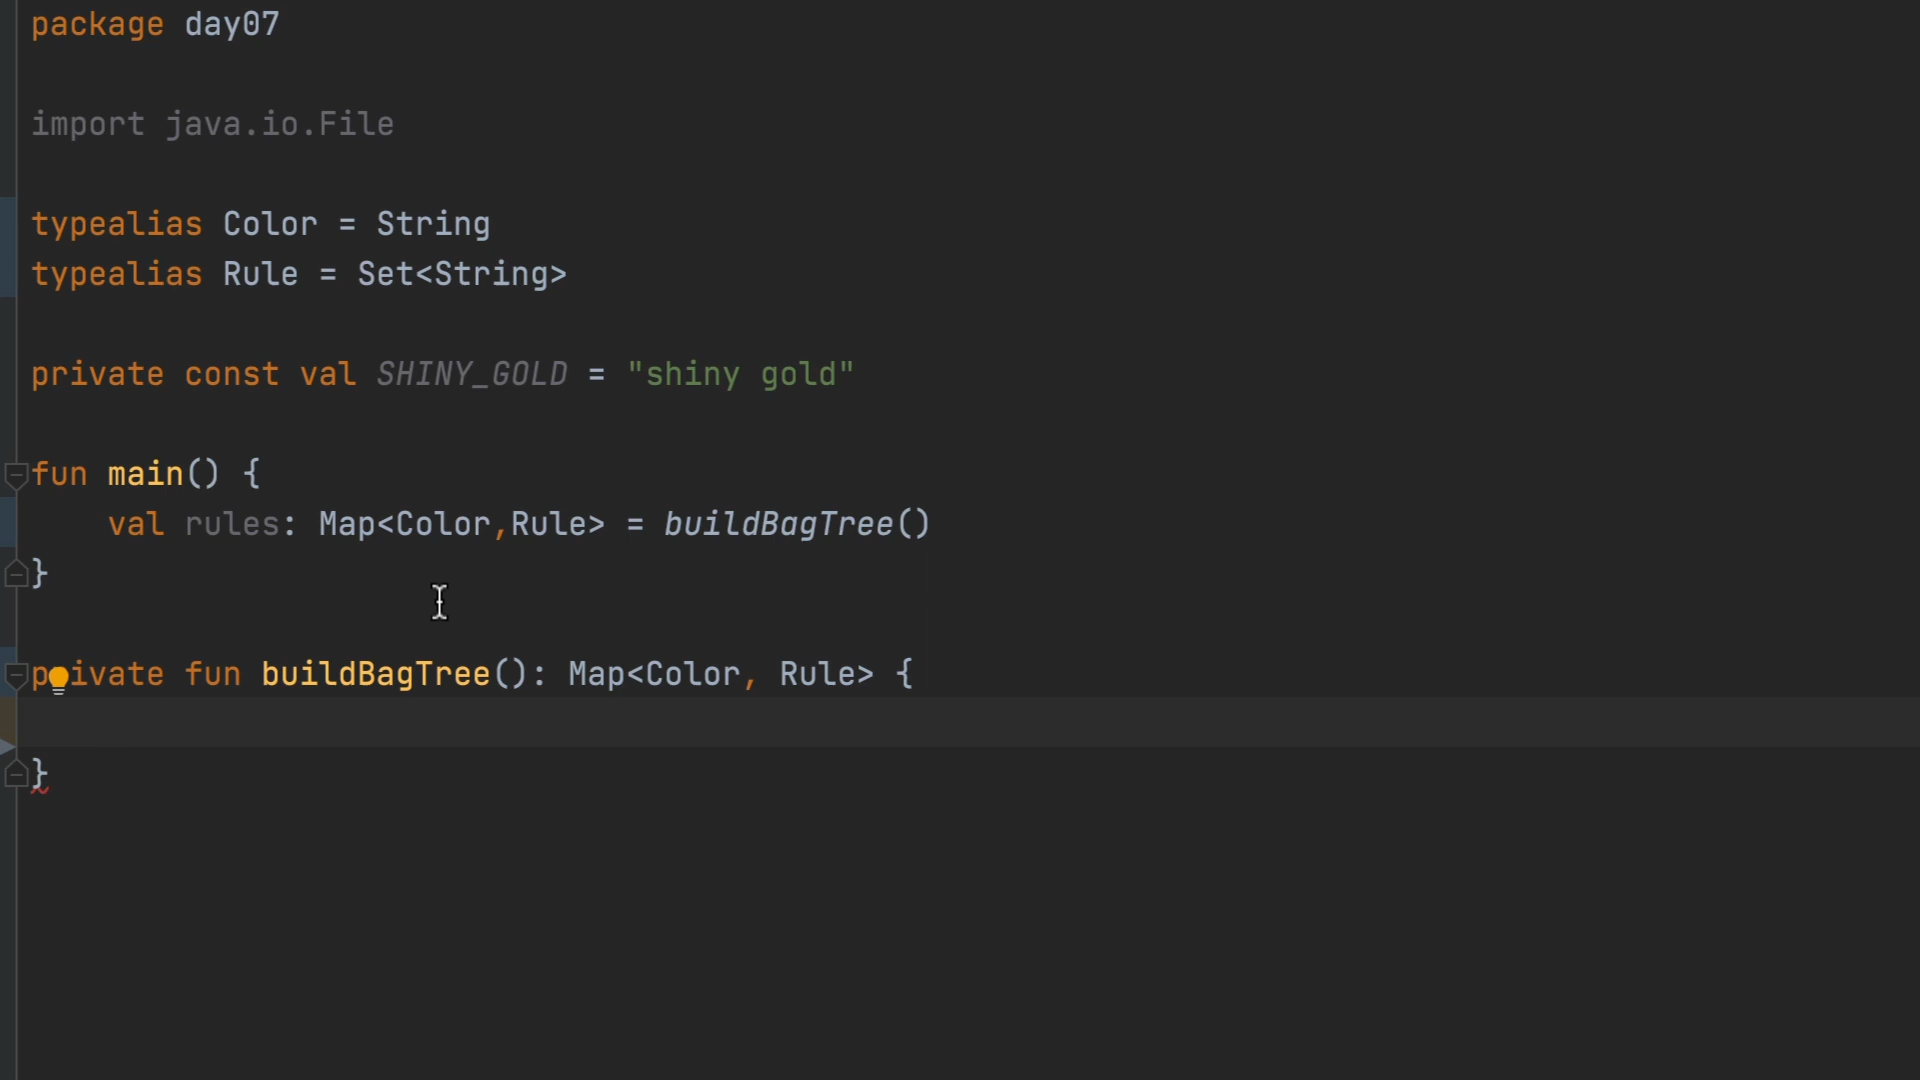 package day07
import java.io.File
typealias Color = String
typealias Rule = Set<String>
private const val SHINY_GOLD = "shiny gold"
fun main() {
val rules: Map<Color,Rule> = buildBagTree()
}
private fun buildBagTree(): Map<Color, Rule> {
}